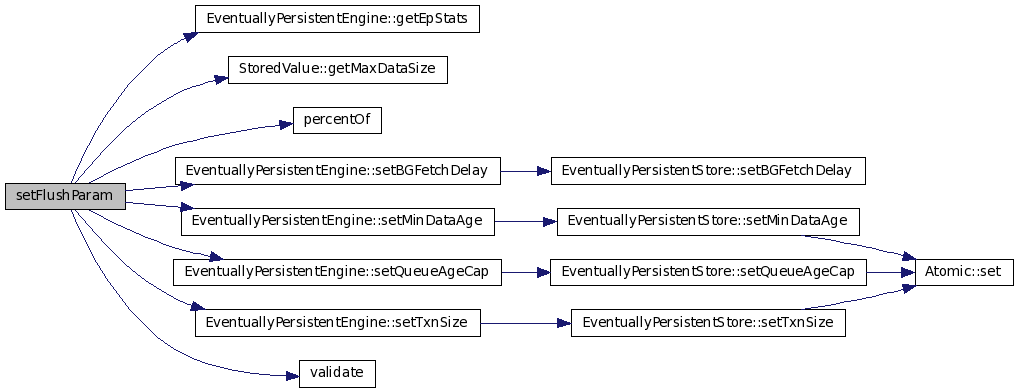 EventuallyPersistentEngine::getEpStats
StoredValue::getMaxDataSize
percentOf
EventuallyPersistentEngine::setBGFetchDelay
EventuallyPersistentStore::setBGFetchDelay
setFlushParam
EventuallyPersistentEngine::setMinDataAge
EventuallyPersistentStore::setMinDataAge
EventuallyPersistentEngine::setQueueAgeCap
EventuallyPersistentStore::setQueueAgeCap
Atomic::set
EventuallyPersistentEngine::setTxnSize
EventuallyPersistentStore::setTxnSize
validate